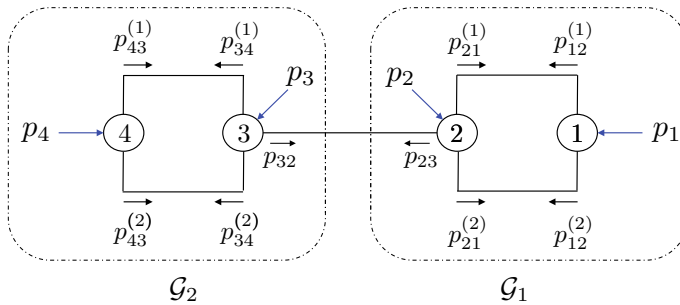 p_{43}^{(1)} p_{34}^{(1)} p_{21}^{(1)} p_{12}^{(1)}
p_3 p_2
p_4 4 3 2 1 p_1
p_{32} p_{23}
p_{43}^{(2)} p_{34}^{(2)} p_{21}^{(2)} p_{12}^{(2)}
𝒢_2 𝒢_1